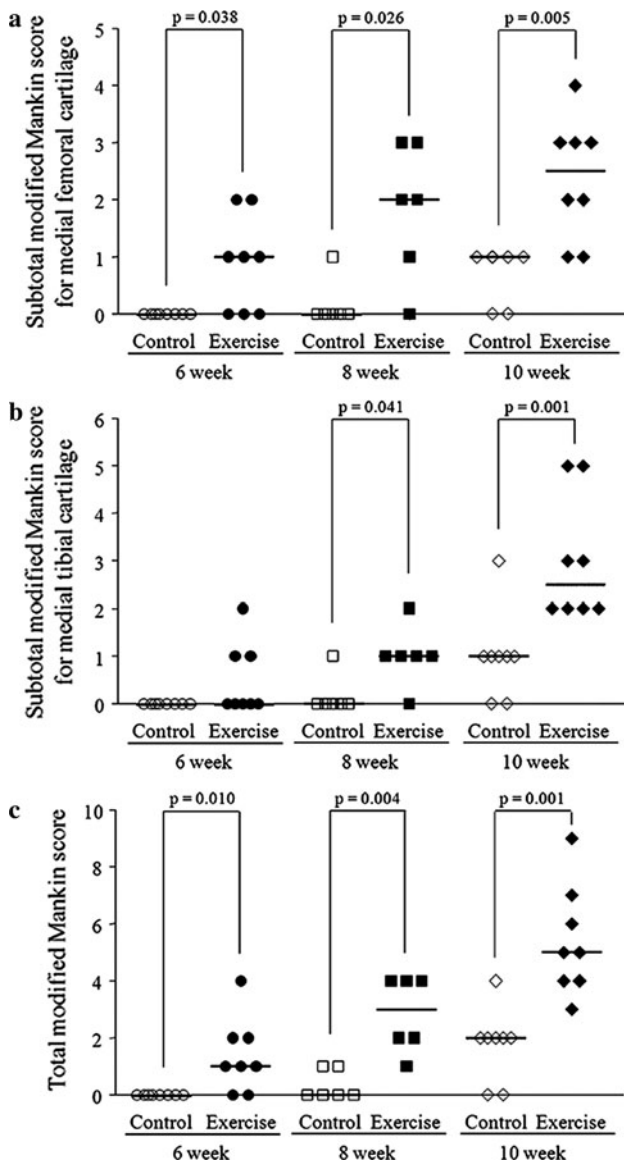 a
p = 0.038
p = 0.026
p = 0.005
Subtotal modified Mankin score
for medial femoral cartilage
5
4
3
2
1
0
Control Exercise Control Exercise Control Exercise
6 week 8 week 10 week
b
p = 0.041
p = 0.001
Subtotal modified Mankin score
for medial tibial cartilage
6
5
4
3
2
1
0
Control Exercise Control Exercise Control Exercise
6 week 8 week 10 week
c
p = 0.010
p = 0.004
p = 0.001
Total modified Mankin score
10
8
6
4
2
0
Control Exercise Control Exercise Control Exercise
6 week 8 week 10 week